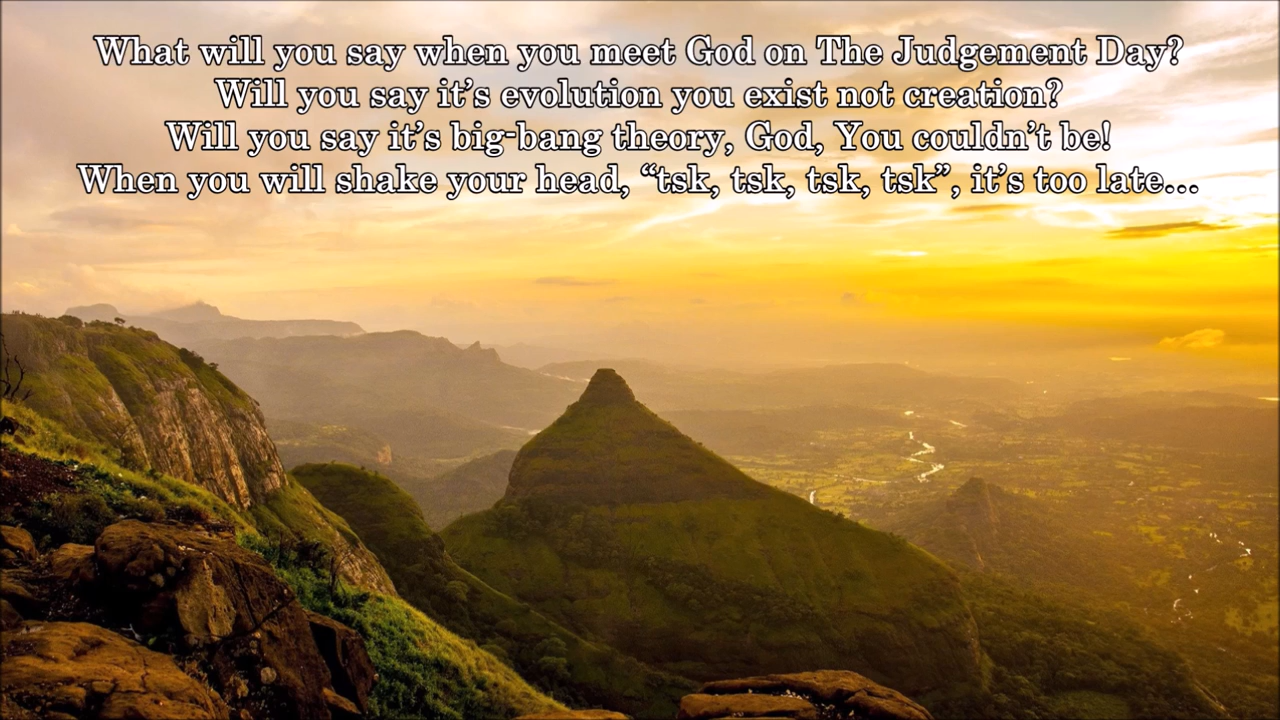 What will you say when you meet God on The Judgement Day?
Will you say it’s evolution you exist not creation?
Will you say it’s big-bang theory, God, You couldn’t be!
When you will shake your head, “tsk, tsk, tsk, tsk”, it’s too late...